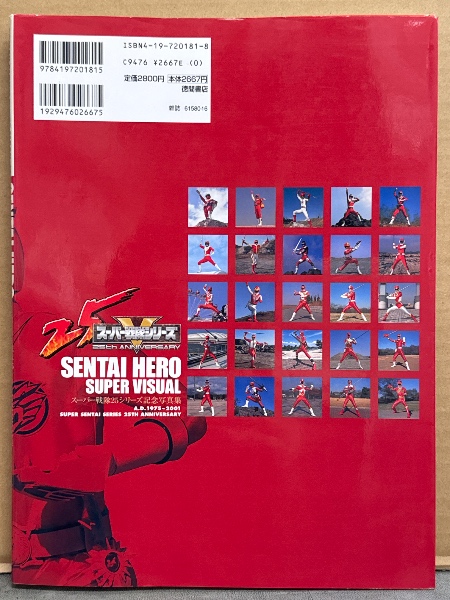 ISBN4-19-720181-8
C9476 ¥2667E (0)
定価2800円 本体2667円
徳間書店
雑誌 6158016
9784197201815
1929476026675
25 スーパー戦隊シリーズ
25th ANNIVERSARY
SENTAI HERO
SUPER VISUAL
スーパー戦隊25シリーズ記念写真集
A.D.1975-2001
SUPER SENTAI SERIES 25TH ANNIVERSARY